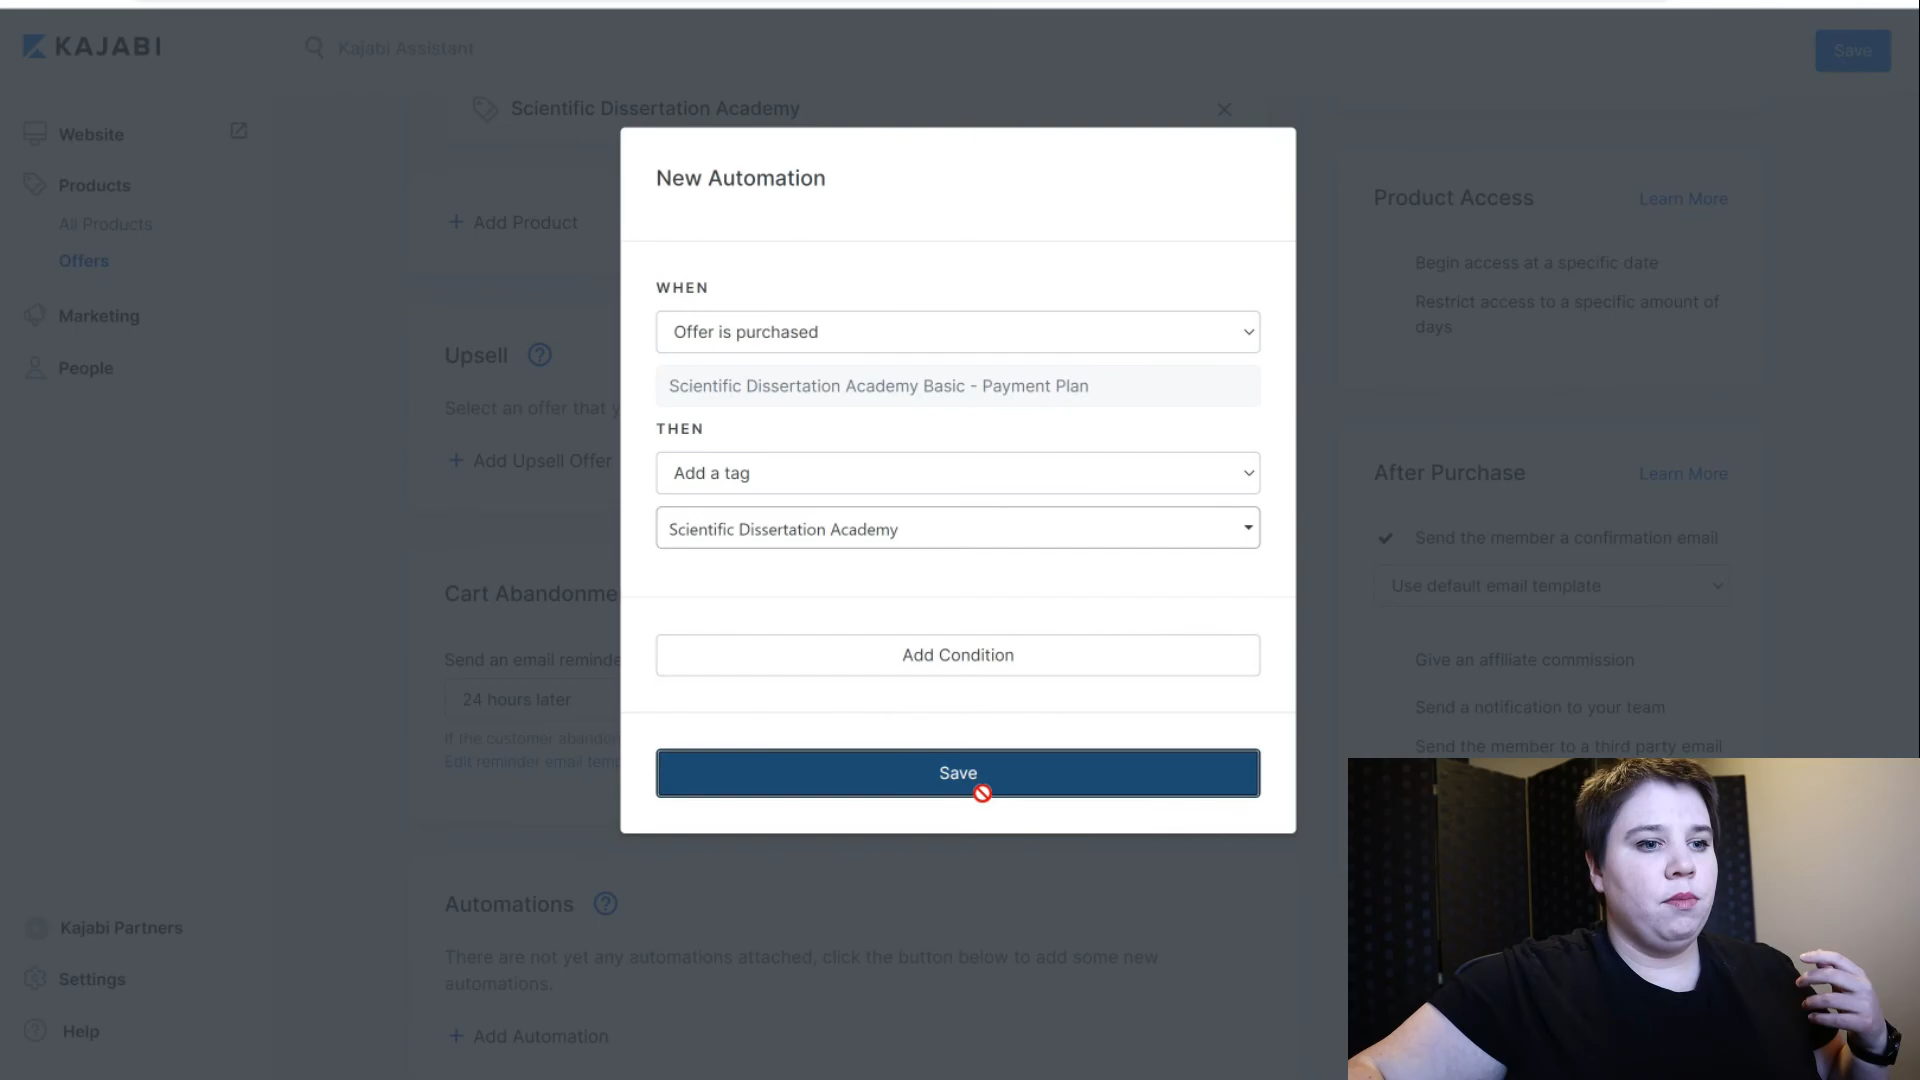 KAJABI
Kajabi Assistant
Save
Website
Products
All Products
Offers
Marketing
People
Kajabi Partners
Settings
Help
Scientific Dissertation Academy
+ Add Product
Upsell
Select an offer that
+ Add Upsell Offer
Cart Abandonme
Send an email reminde
24 hours later
If the customer
Edit reminder email
Automations
There are not yet any automations attached, click the button below to add some new
automations.
+ Add Automation
New Automation
WHEN
Offer is purchased
Scientific Dissertation Academy Basic - Payment Plan
THEN
Add a tag
Scientific Dissertation Academy
Add Condition
Save
Product Access
Learn More
Begin access at a specific date
Restrict access to a specific amount of
days
After Purchase
Learn More
Send the member a confirmation email
Use default email template
Give an affiliate commission
Send a notification to your team
Send the member to a third party email